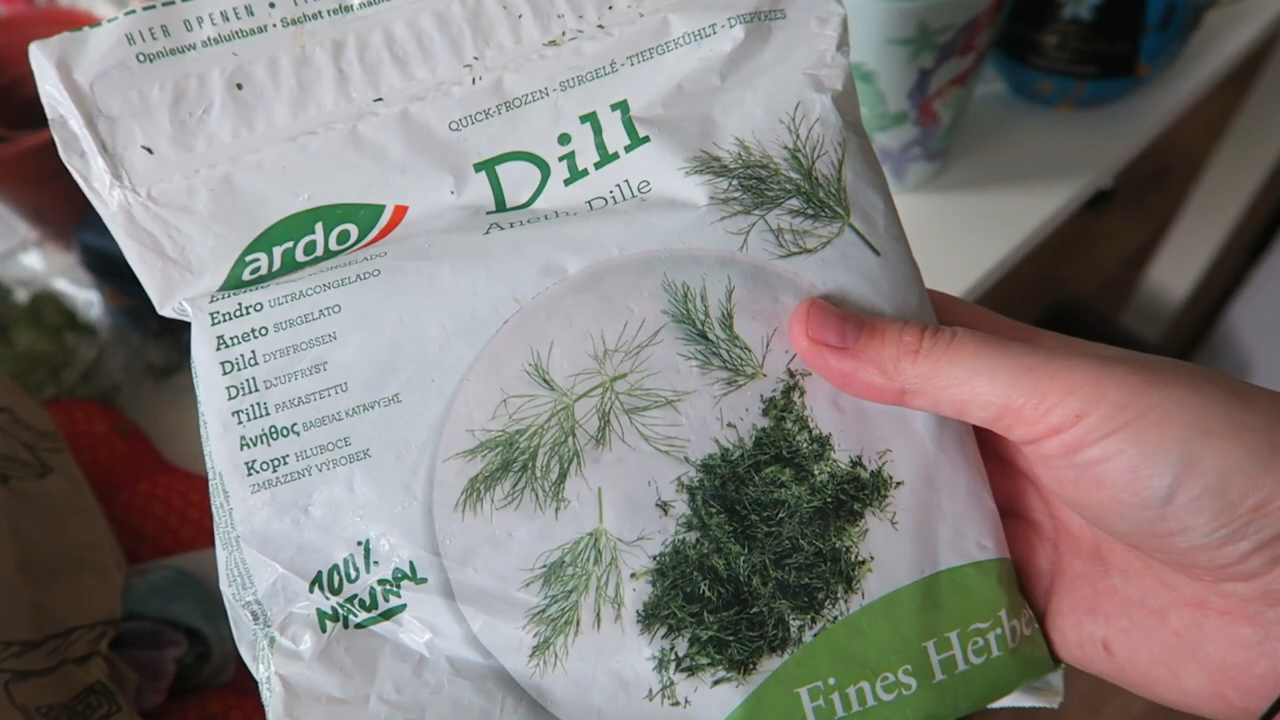 HIER OPENEN •
Opnieuw afsluitbaar • Sachet refermable
QUICK-FROZEN - SURGELÉ - TIEFGEKÜHLT - DIEPVRIES
Dill
Aneth, Dille
ardo
Endro ULTRACONGELADO
Aneto SURGELATO
Dild DYBFROSSEN
Dill DJUPFRYST
Tilli PAKASTETTU
Ανήθος ΒΑΘΕΙΑΣ ΚΑΤΑΨΥΞΗΣ
Kopr HLUBOCE
ZMRAZENÝ VÝROBEK
100%
NATURAL
Fines Hẽrbe